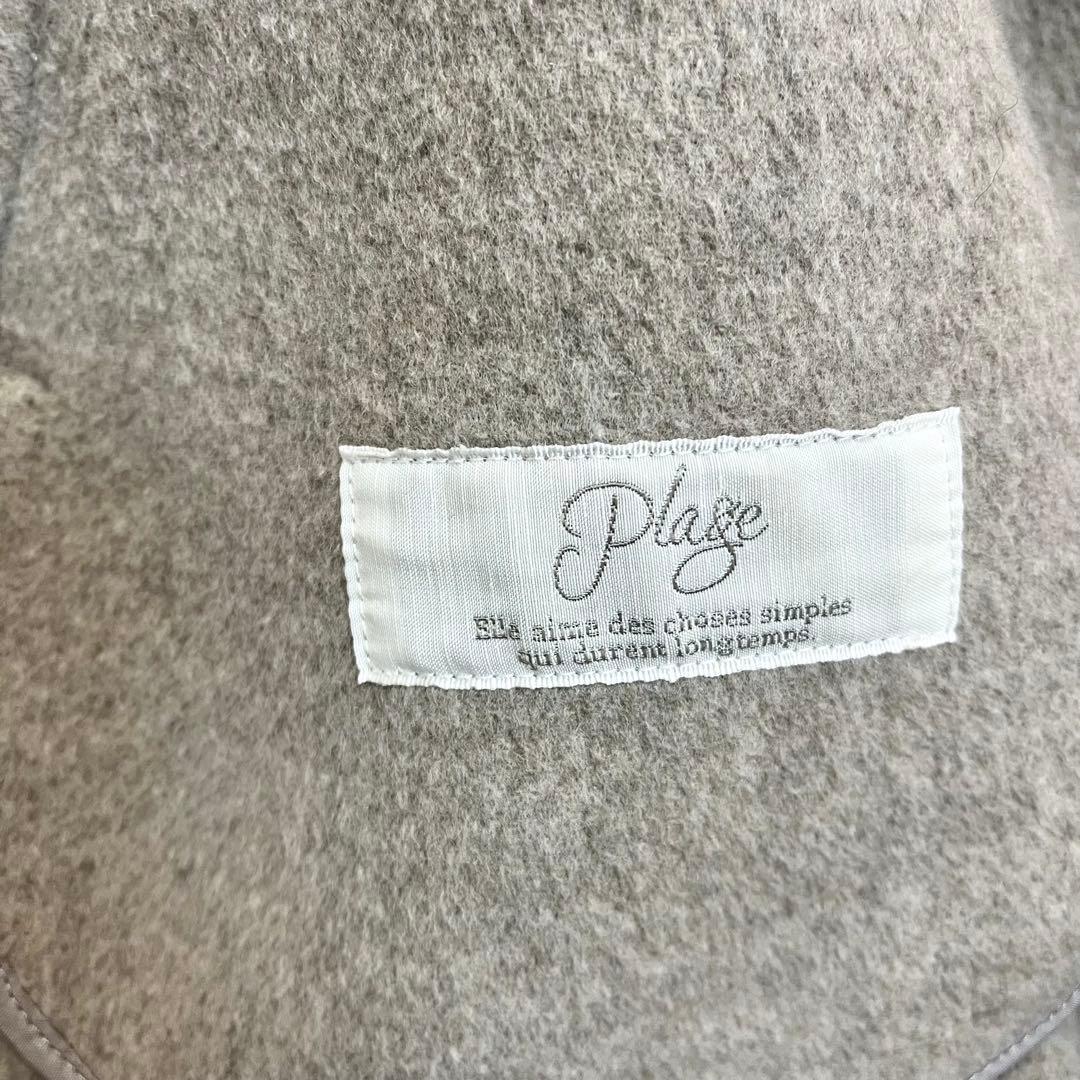 Plage
Elle aime des choses simples
qui durent longtemps.